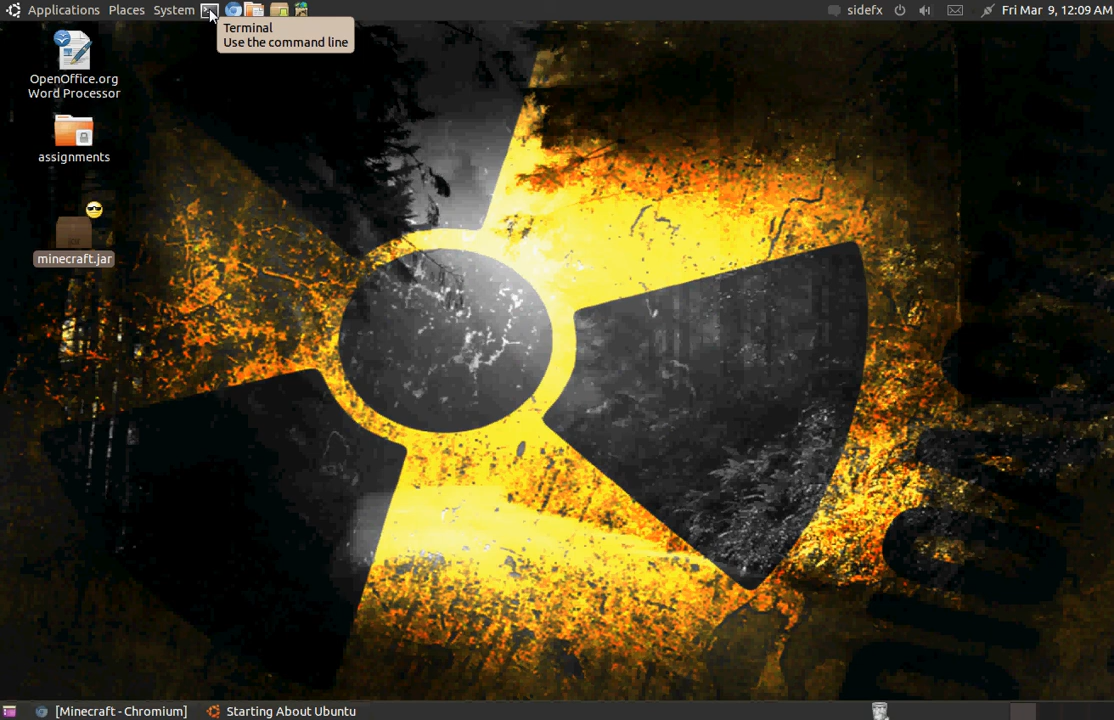 Applications Places System sidefx Fri Mar 9, 12:09 AM
Terminal
Use the command line
OpenOffice.org
Word Processor
assignments
minecraft.jar
[Minecraft - Chromium] Starting About Ubuntu